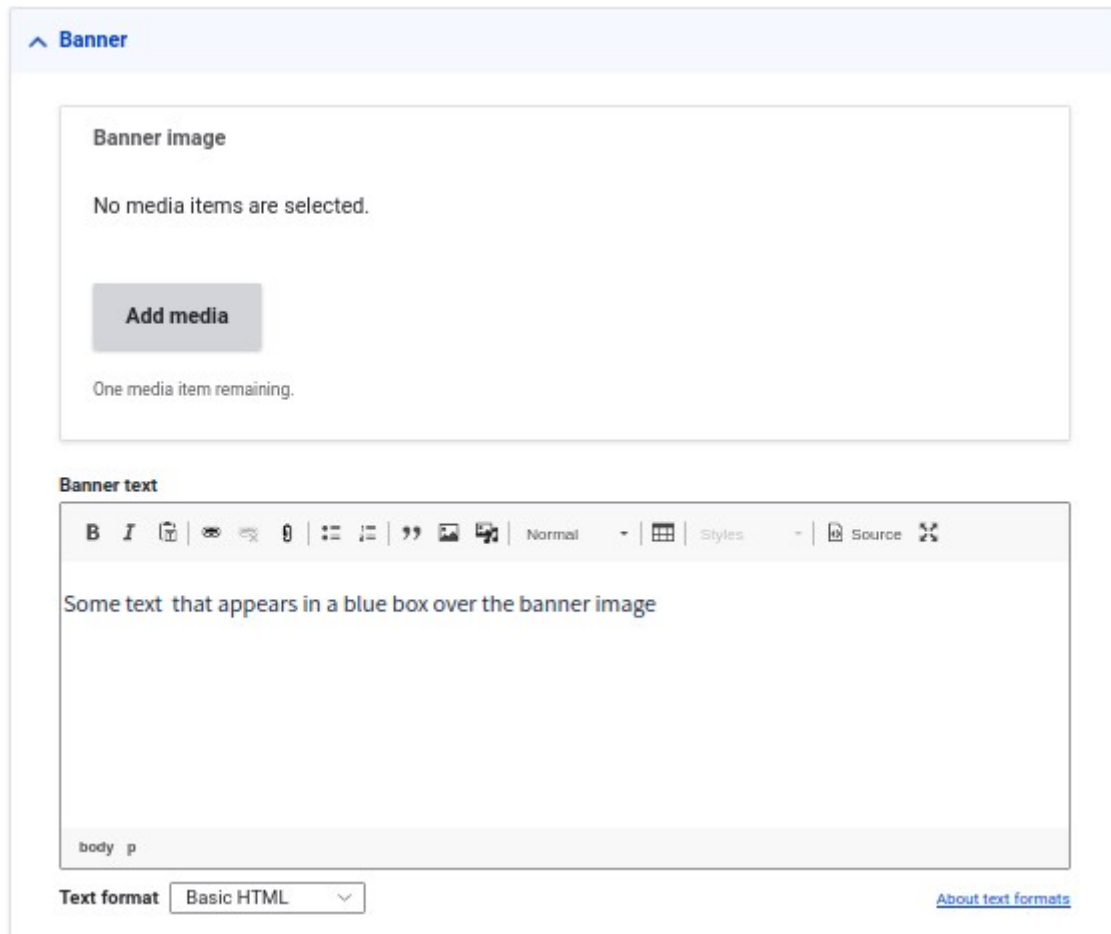 Banner
Banner image
No media items are selected.
Add media
One media item remaining.
Banner text
B I Normal Styles Source
Some text  that appears in a blue box over the banner image
body p
Text format Basic HTML About text formats